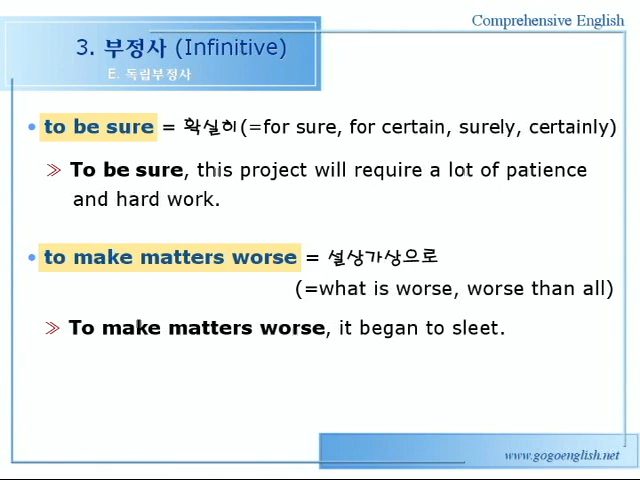 Comprehensive English
3. 부정사 (Infinitive)
E. 독립부정사
• to be sure = 확실히(=for sure, for certain, surely, certainly)
≫ To be sure, this project will require a lot of patience
and hard work.
• to make matters worse = 설상가상으로
(=what is worse, worse than all)
≫ To make matters worse, it began to sleet.
www.gogoenglish.net